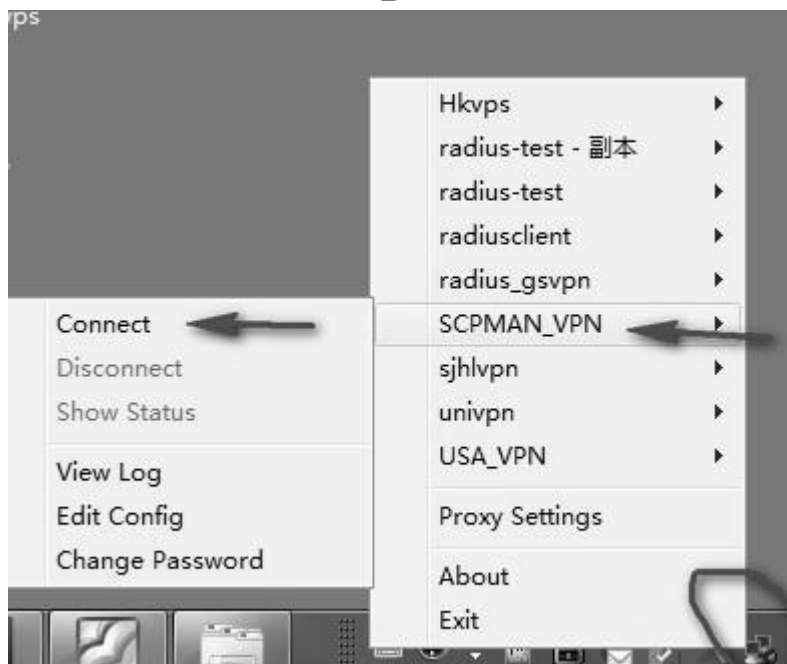 vps
Hkvps
radius-test - 副本
radius-test
radiusclient
radius_gsvpn
SCPMAN_VPN
sjhlvpn
univpn
USA_VPN
Proxy Settings
About
Exit
Connect
Disconnect
Show Status
View Log
Edit Config
Change Password